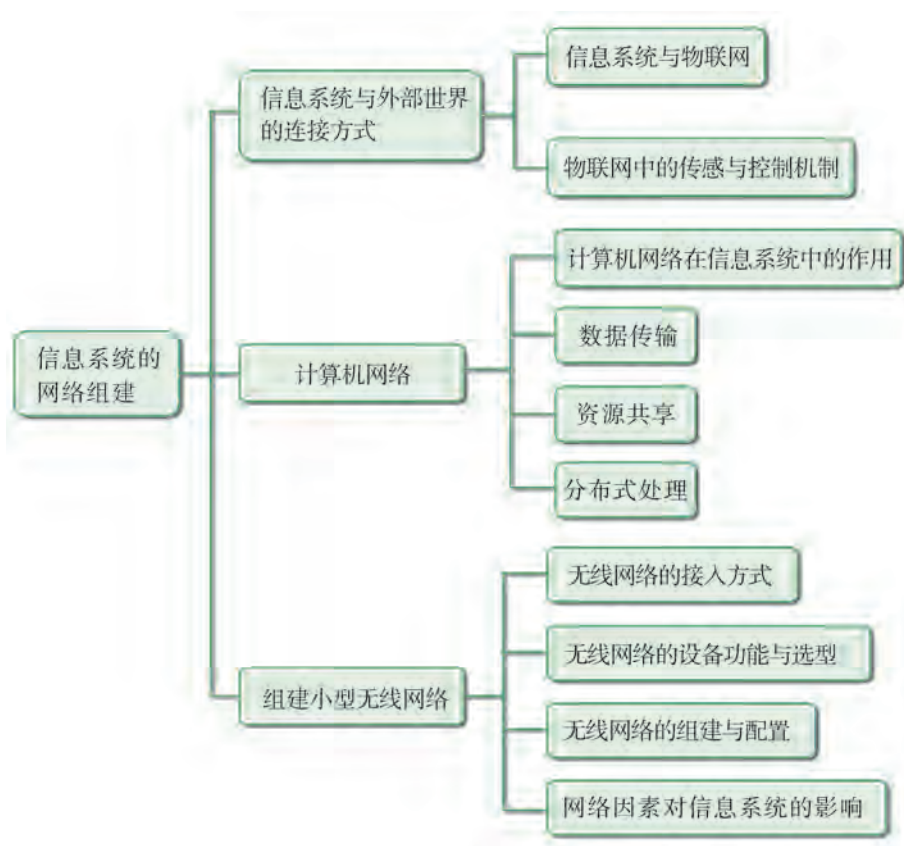 信息系统的
网络组建
信息系统与外部世界
的连接方式
信息系统与物联网
物联网中的传感与控制机制
计算机网络
计算机网络在信息系统中的作用
数据传输
资源共享
分布式处理
组建小型无线网络
无线网络的接入方式
无线网络的设备功能与选型
无线网络的组建与配置
网络因素对信息系统的影响